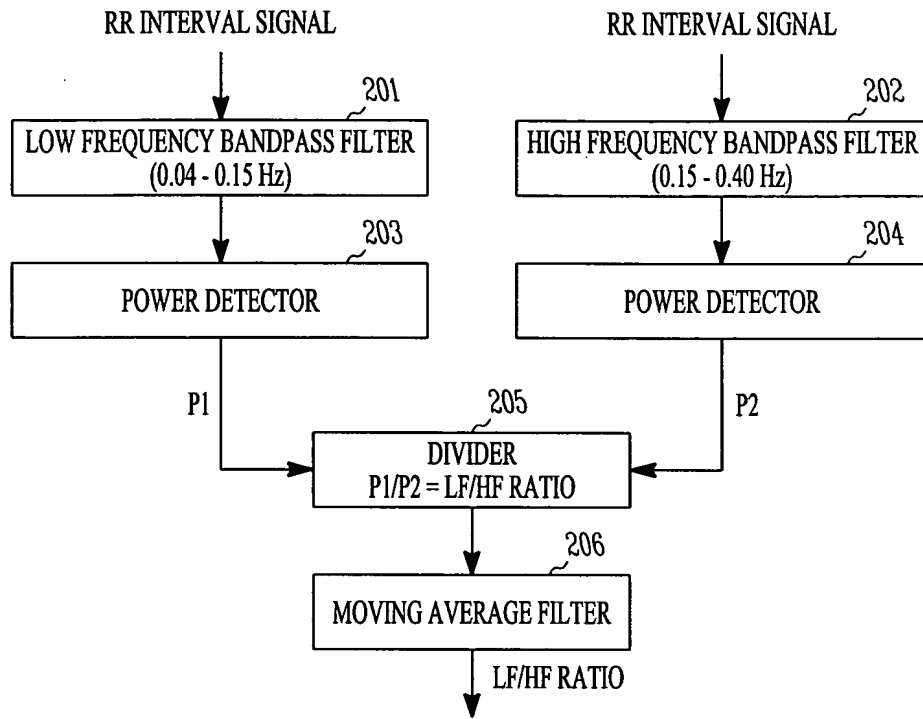 RR INTERVAL SIGNAL
RR INTERVAL SIGNAL
201
202
LOW FREQUENCY BANDPASS FILTER
(0.04 - 0.15 Hz)
HIGH FREQUENCY BANDPASS FILTER
(0.15 - 0.40 Hz)
203
204
POWER DETECTOR
POWER DETECTOR
P1
P2
205
DIVIDER
P1/P2 = LF/HF RATIO
206
MOVING AVERAGE FILTER
LF/HF RATIO